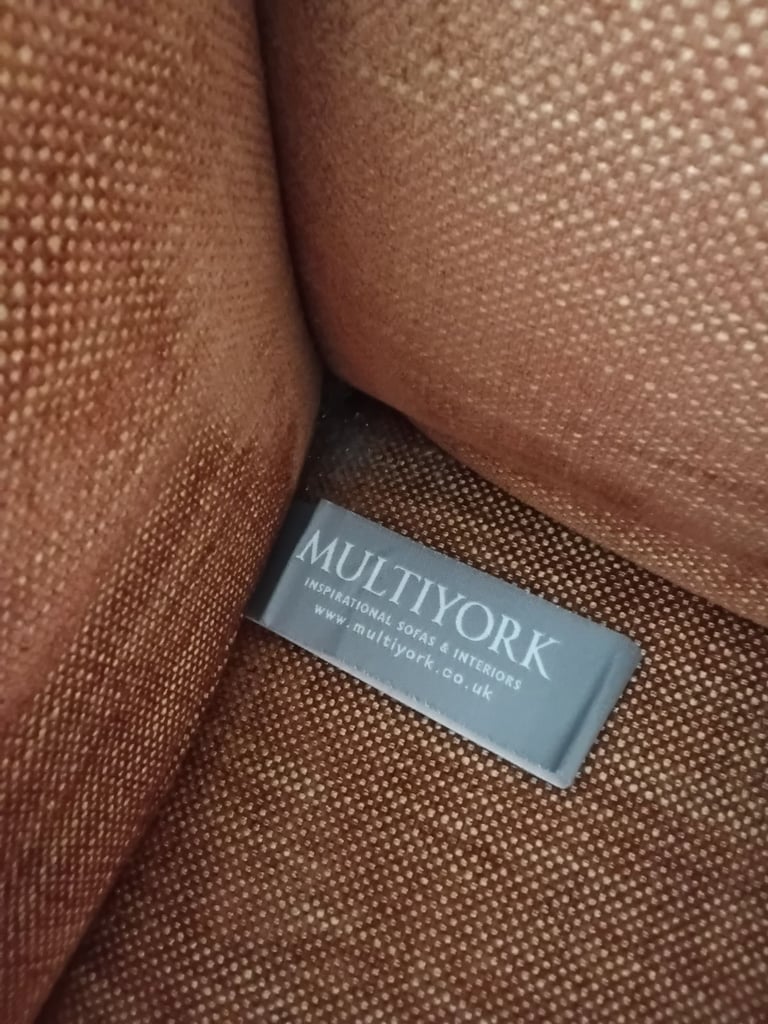 MULTIYORK
INSPIRATIONAL SOFAS & INTERIORS
www.multiyork.co.uk